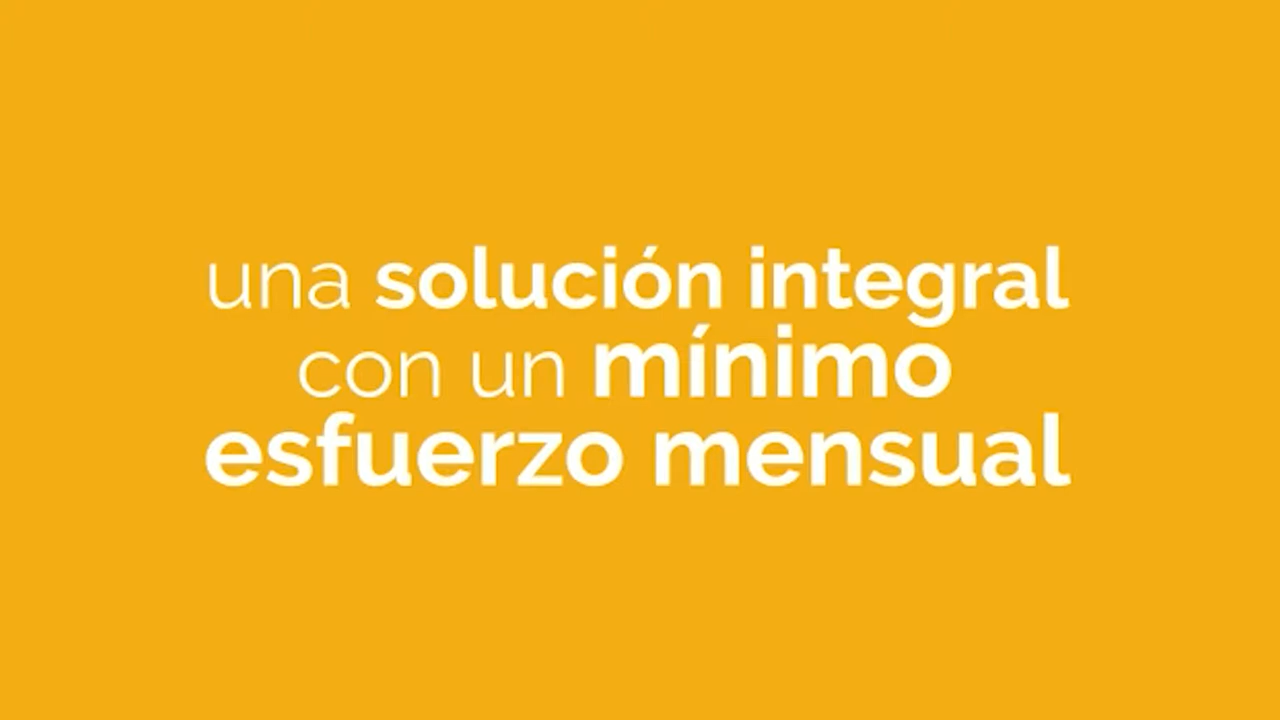 una solución integral
con un mínimo
esfuerzo mensual